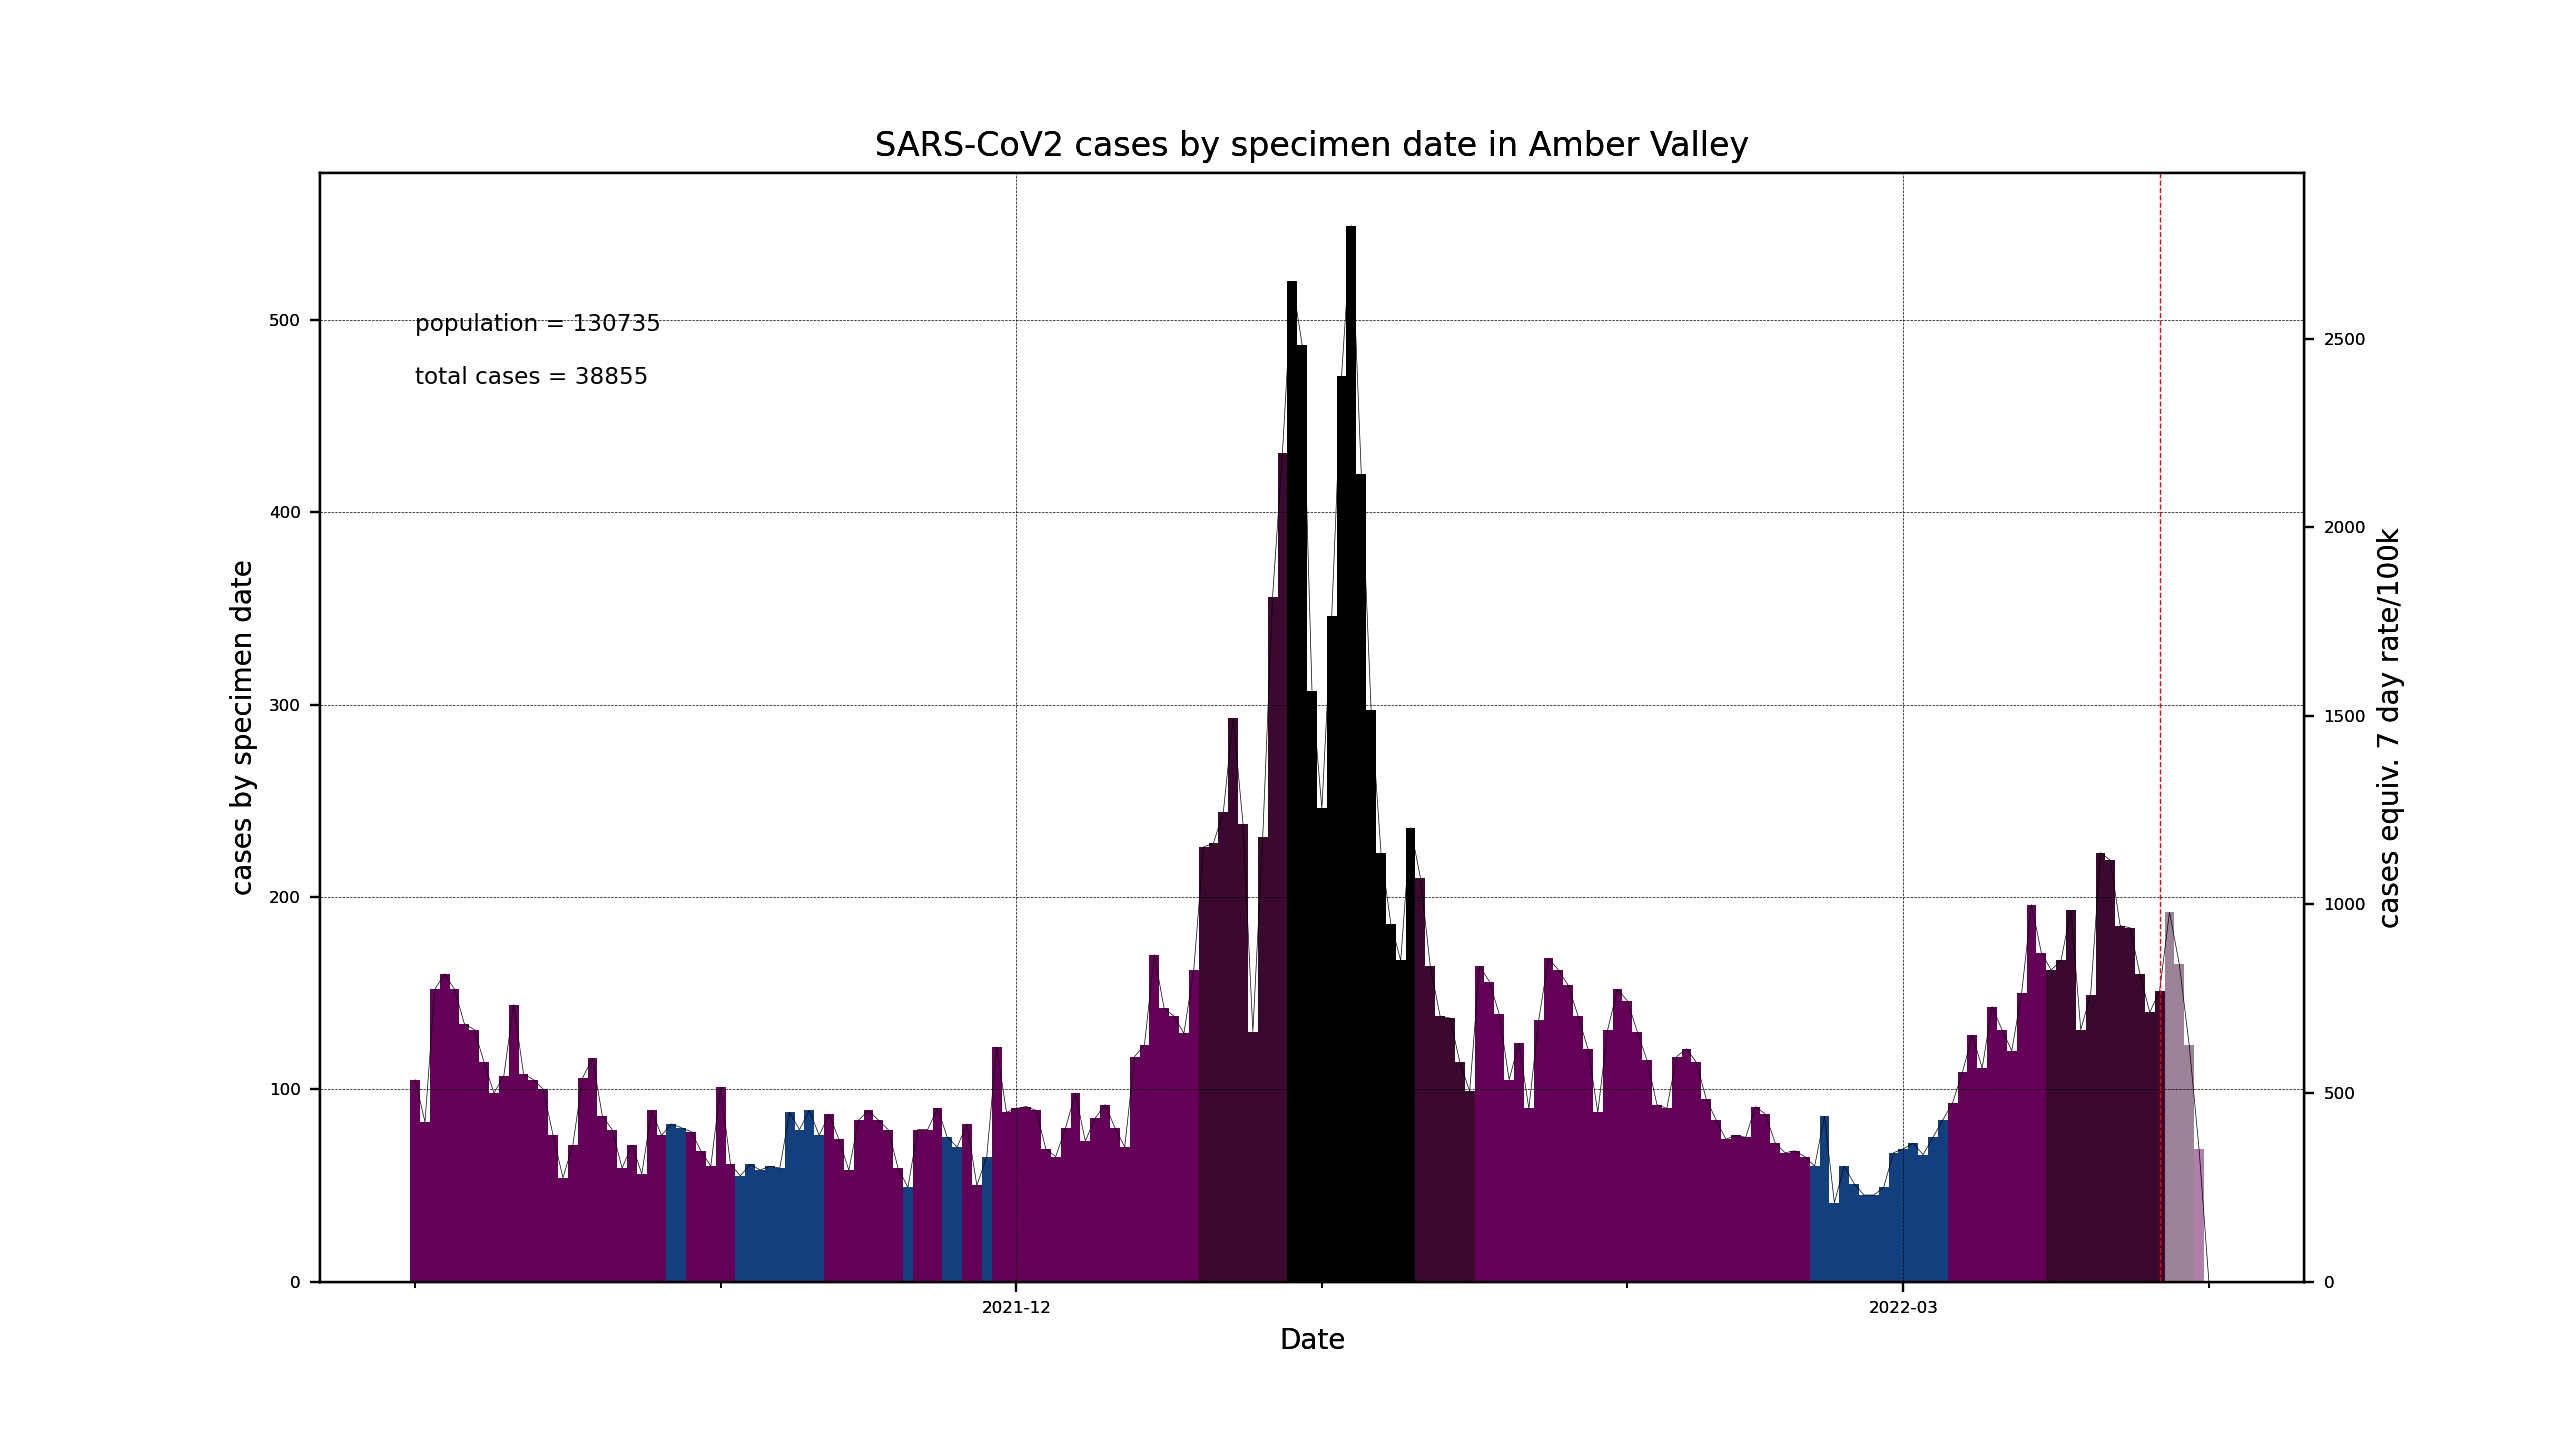 SARS-CoV2 cases by specimen date in Amber Valley
population = 130735
total cases = 38855
cases by specimen date
500
400
300
200
100
0
2500
2000
1500
1000
500
0
cases equiv. 7 day rate/100k
2021-12
2022-03
Date